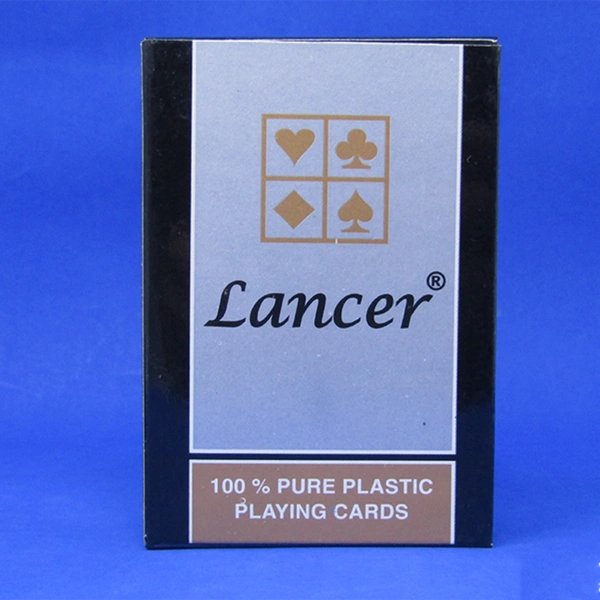 Lancer®
100 % PURE PLASTIC
PLAYING CARDS